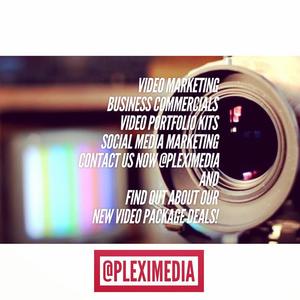 VIDEO MARKETING
BUSINESS COMMERCIALS
VIDEO PORTFOLIO KITS
SOCIAL MEDIA MARKETING
CONTACT US NOW @PLEXIMEDIA
AND
FIND OUT ABOUT OUR
NEW VIDEO PACKAGE DEALS!
@PLEXIMEDIA